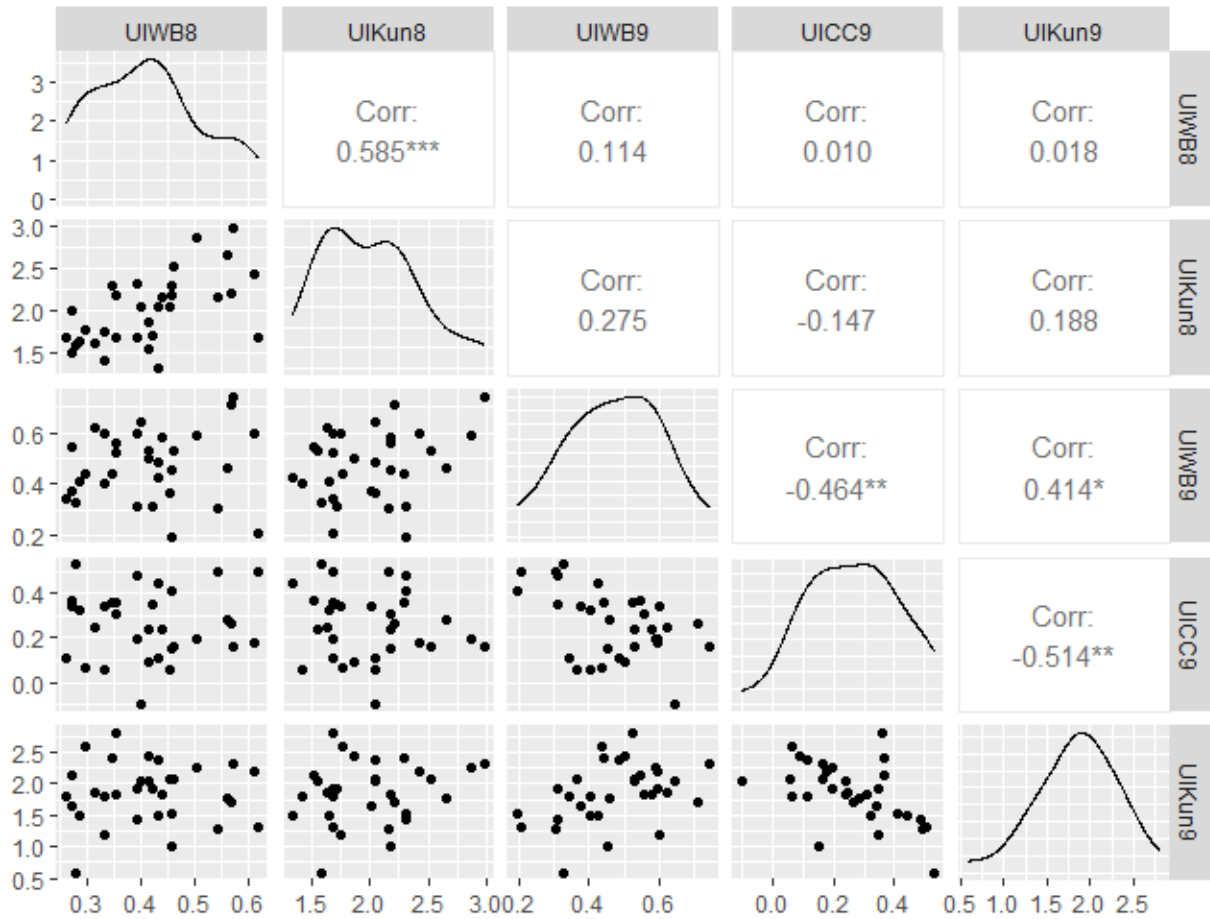 UIWB8 UIKun8 UIWB9 UICC9 UIKun9
3
2
1
0
Corr:
0.585***
Corr:
0.114
Corr:
0.010
Corr:
0.018
UIWB8
3.0
2.5
2.0
1.5
Corr:
0.275
Corr:
-0.147
Corr:
0.188
UIKun8
0.6
0.4
0.2
Corr:
-0.464**
Corr:
0.414*
UIWB9
0.4
0.2
0.0
Corr:
-0.514**
UICC9
2.5
2.0
1.5
1.0
0.5
UIKun9
0.3 0.4 0.5 0.6 1.5 2.0 2.5 3.0 0.2 0.4 0.6 0.0 0.2 0.4 0.5 1.0 1.5 2.0 2.5